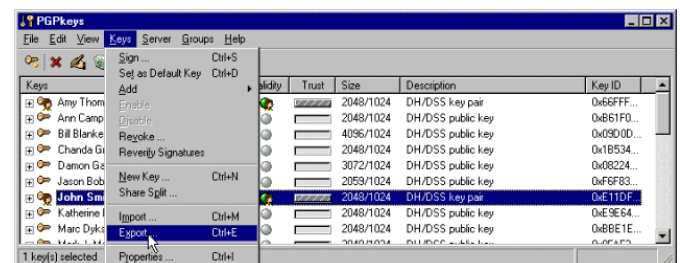 PGPkeys
File Edit View Keys Server Groups Help
Sign ... Ctrl+S
Set as Default Key Ctrl+D
Add
Enable
Disable
Revoke ...
Reverify Signatures
New Key ... Ctrl+N
Share Split ...
Import ... Ctrl+M
Export ... Ctrl+E
Properties ... Ctrl+I
Keys alidity Trust Size Description Key ID
Amy Thom 2048/1024 DH/DSS key pair 0x66FFF...
Ann Camp 2048/1024 DH/DSS public key 0xB61F0...
Bill Blanke 4096/1024 DH/DSS public key 0x09D0D...
Chanda Gr 2048/1024 DH/DSS public key 0x1B534...
Damon Ga 3072/1024 DH/DSS public key 0x08224...
Jason Bob 2059/1024 DH/DSS public key 0xF6F83...
John Smi 2048/1024 DH/DSS key pair 0xE11DF...
Katherine 2048/1024 DH/DSS public key 0xE9E64...
Marc Dyks 2048/1024 DH/DSS public key 0xBBE1E...
1 key(s) selected